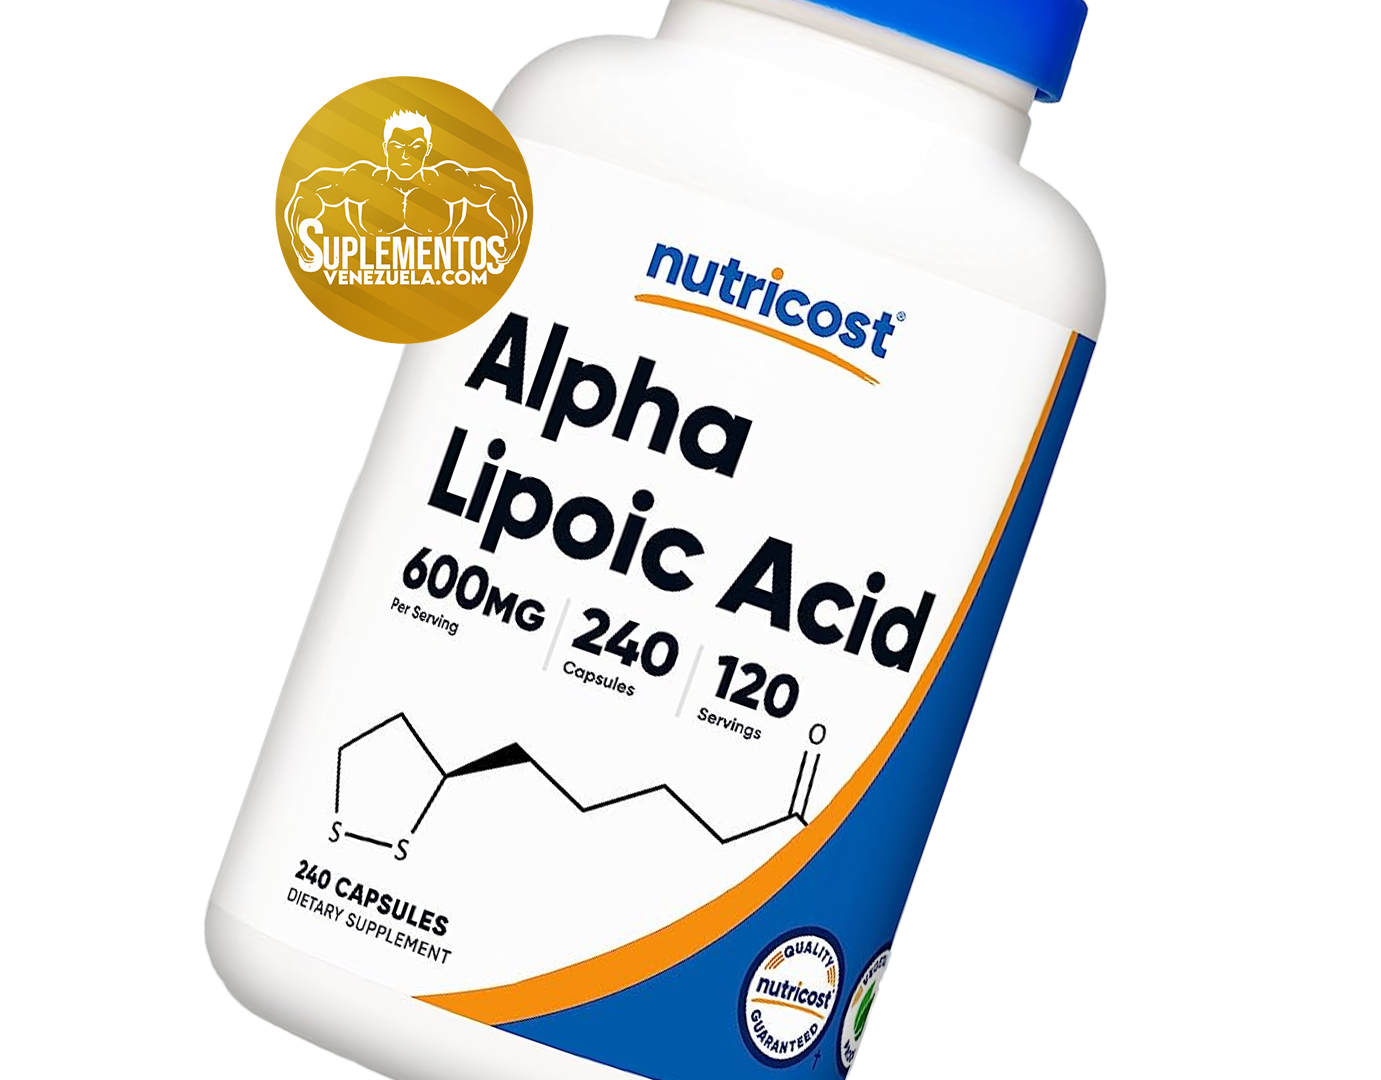 SUPLEMENTOS
VENEZUELA.COM
nutricost®
Alpha
Lipoic Acid
600MG
Per Serving
240
Capsules
120
Servings
O
S
S
240 CAPSULES
DIETARY SUPPLEMENT
QUALITY
nutricost
GUARANTEED
†